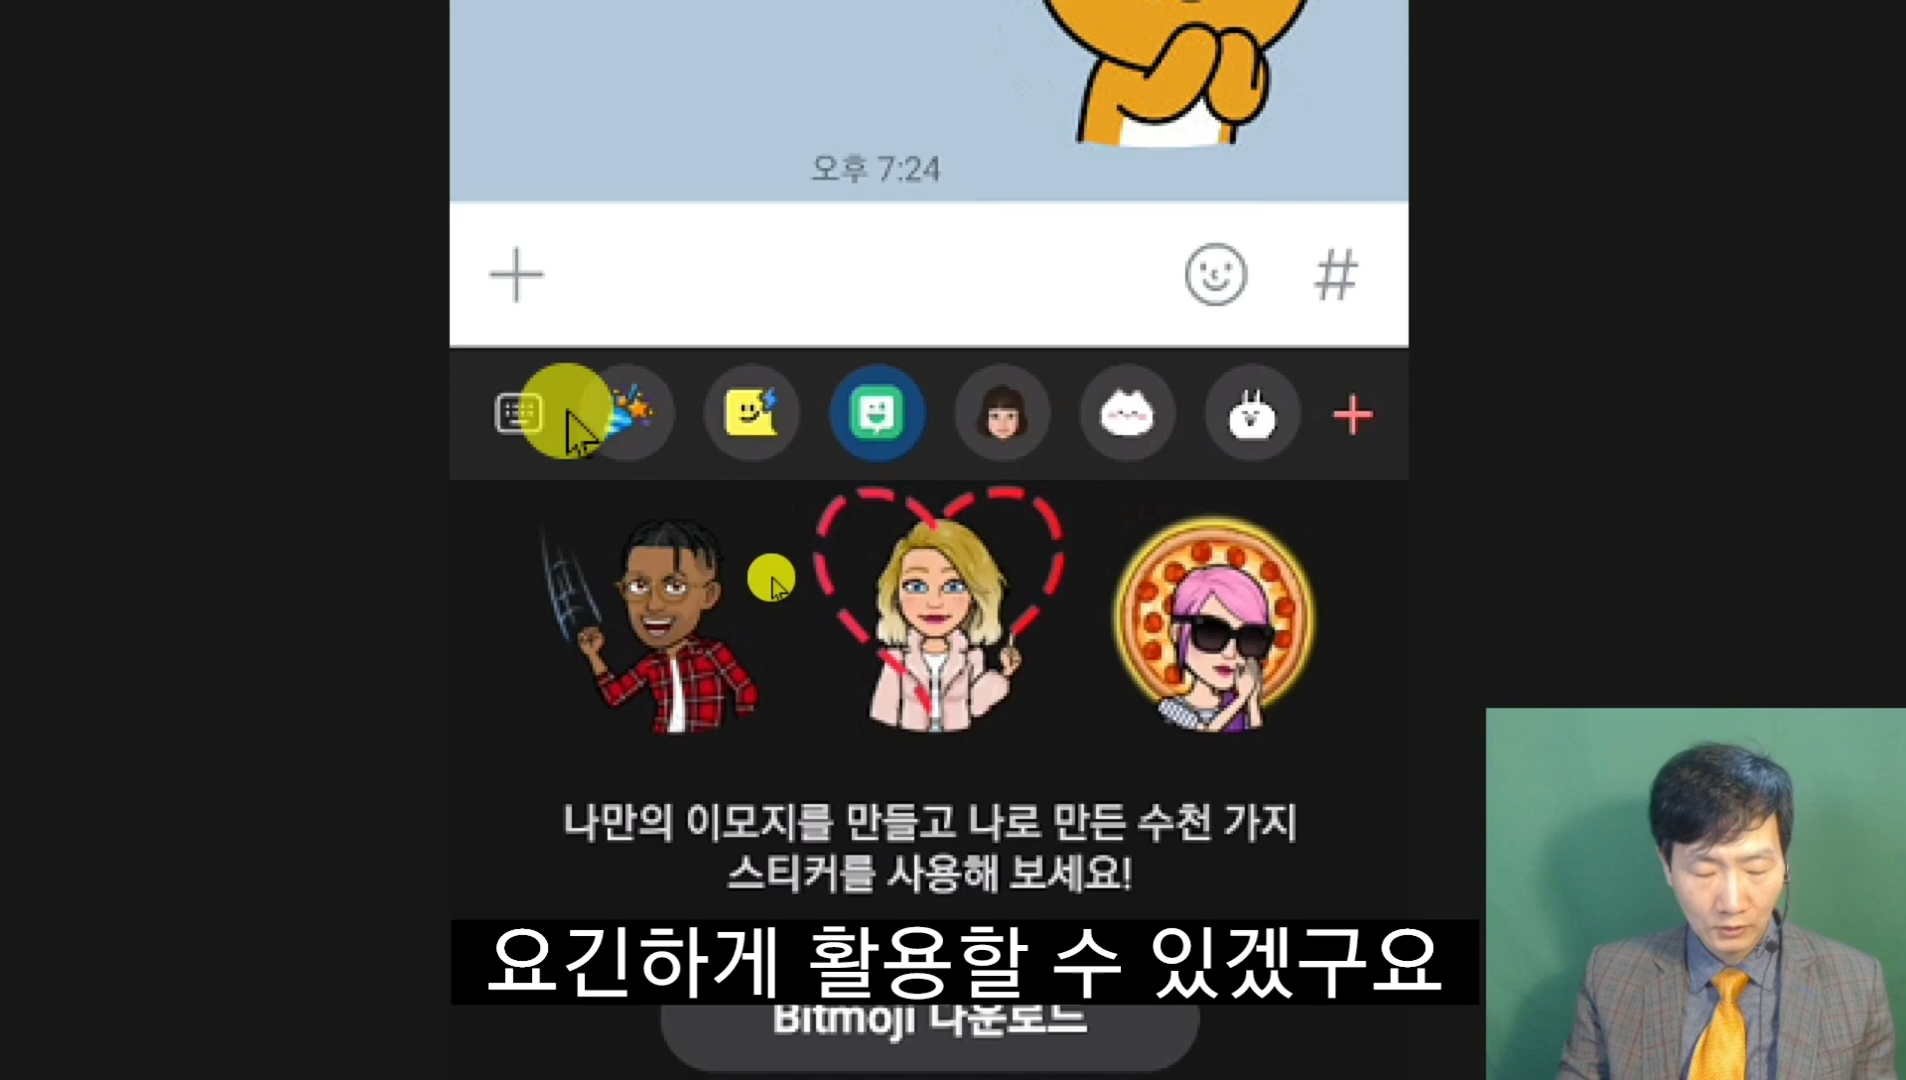 오후 7:24
#
나만의 이모지를 만들고 나로 만든 수천 가지
스티커를 사용해 보세요!
요긴하게 활용할 수 있겠구요
Bitmoji 다운로드